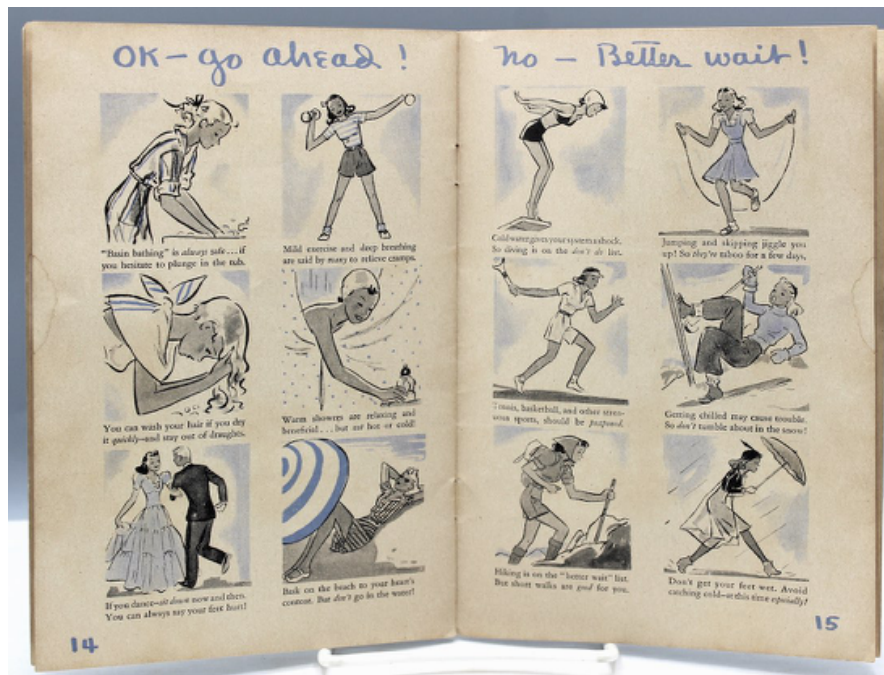 OK - go ahead!
"Basin bathing" is always safe... if
you hesitate to plunge in the tub.
Mild exercise and deep breathing
are said by many to relieve cramps.
You can wash your hair if you dry
it quickly—and stay out of draughts.
Warm showers are relaxing and
beneficial... but not hot or cold!
If you dance—sit down now and then.
You can always say your feet hurt!
Bask on the beach to your heart's
content. But don't go in the water!
14
no - Better wait!
Cold water gives your system a shock.
So diving is on the don't do list.
Jumping and skipping jiggle you
up! So they're taboo for a few days.
Tennis, basketball, and other stren-
uous sports, should be postponed.
Getting chilled may cause trouble.
So don't tumble about in the snow!
Hiking is on the "better wait" list.
But short walks are good for you.
Don't get your feet wet. Avoid
catching cold—at this time especially!
15